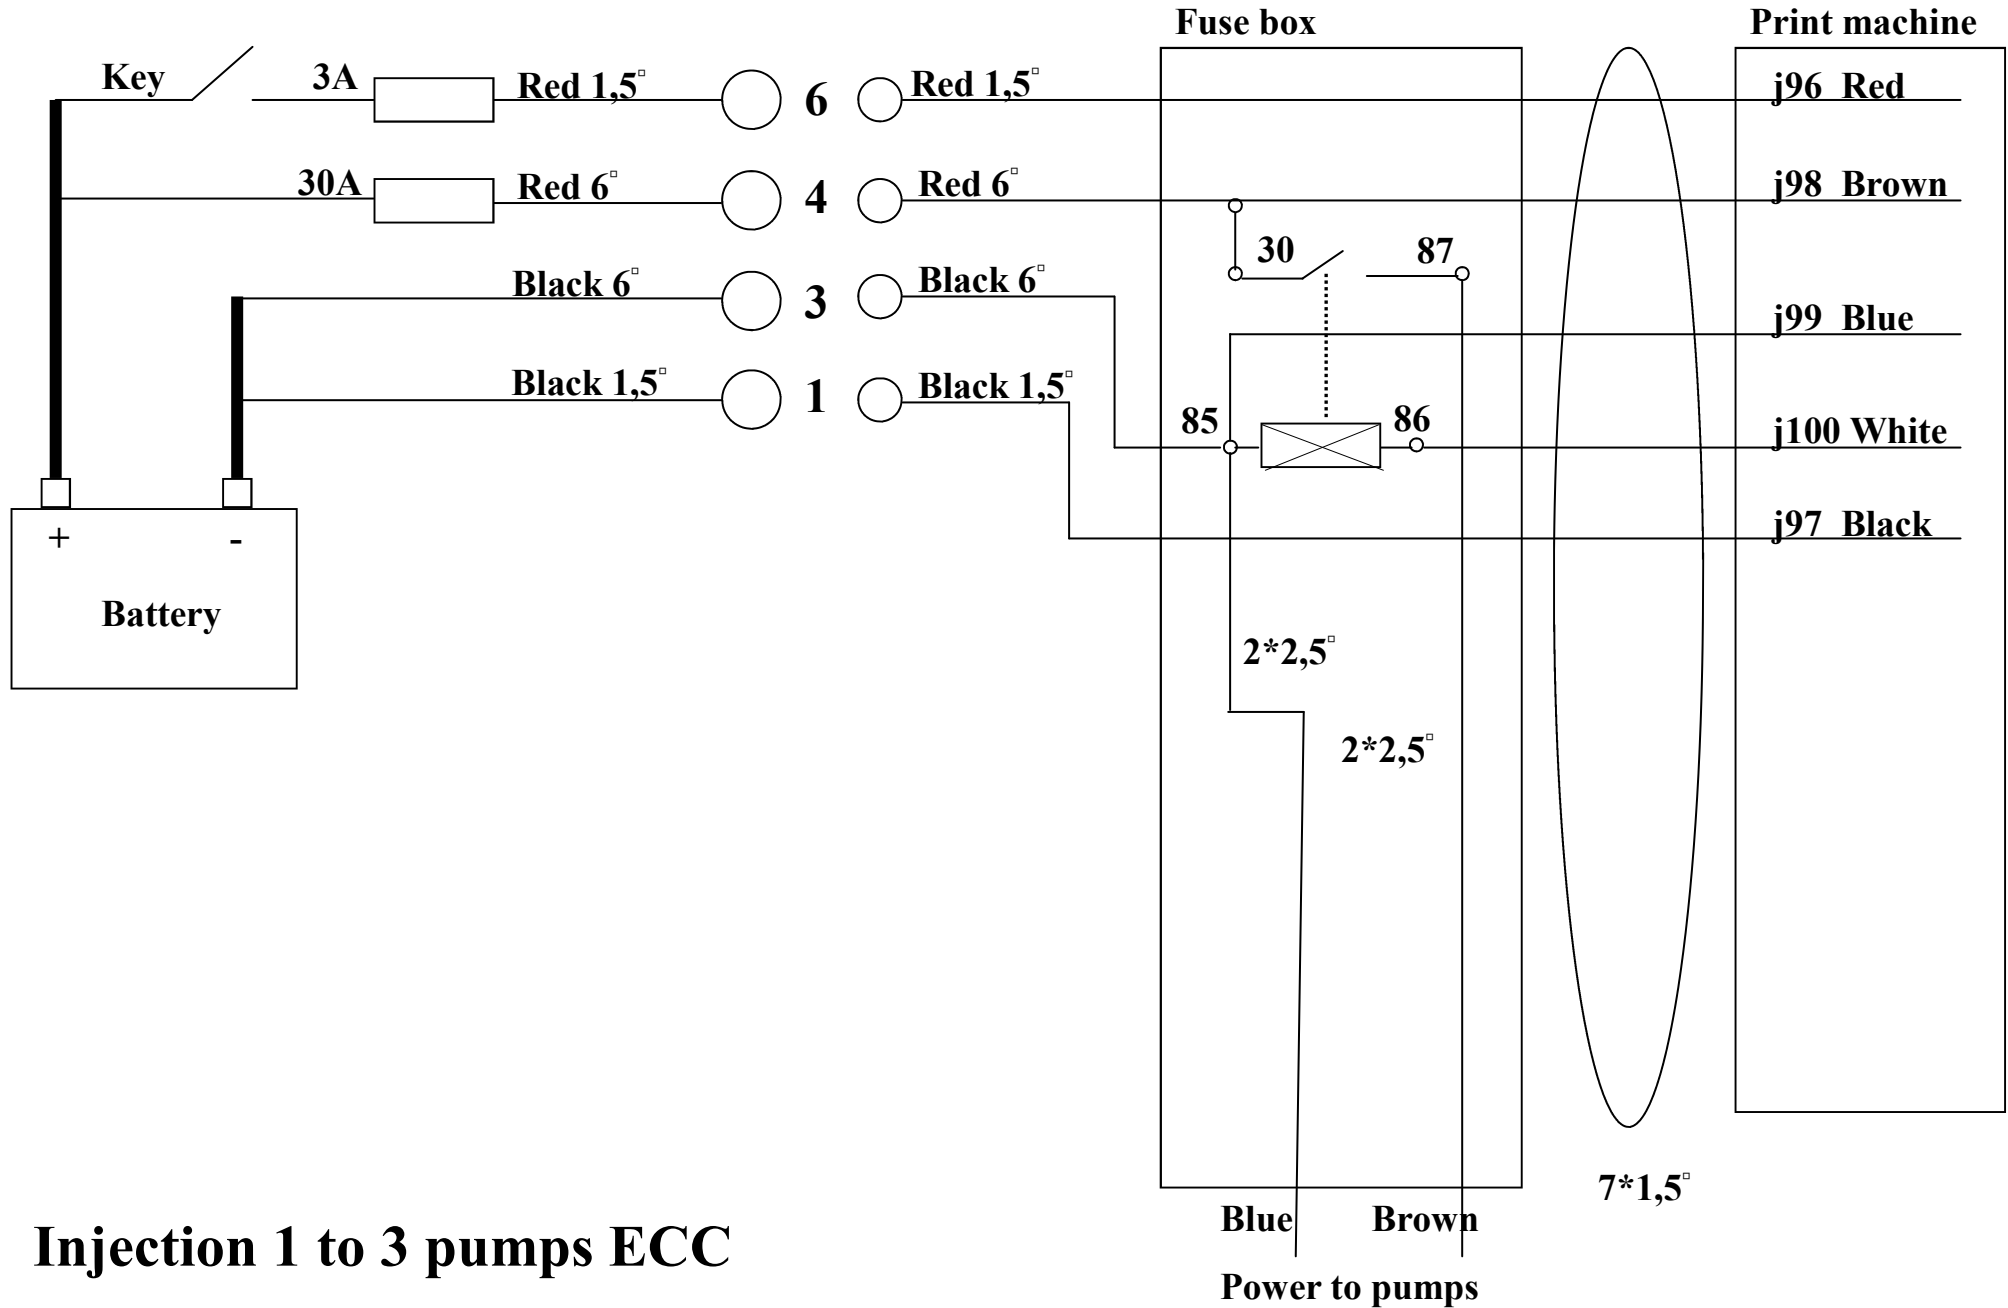 Fuse box
Print machine
Key
3A
Red 1,5▫
6
Red 1,5▫
j96 Red
30A
Red 6▫
4
Red 6▫
j98 Brown
30
87
Black 6▫
3
Black 6▫
j99 Blue
Black 1,5▫
1
Black 1,5▫
85
86
j100 White
j97 Black
+
-
Battery
2*2,5▫
2*2,5▫
7*1,5▫
Blue
Brown
Injection 1 to 3 pumps ECC
Power to pumps